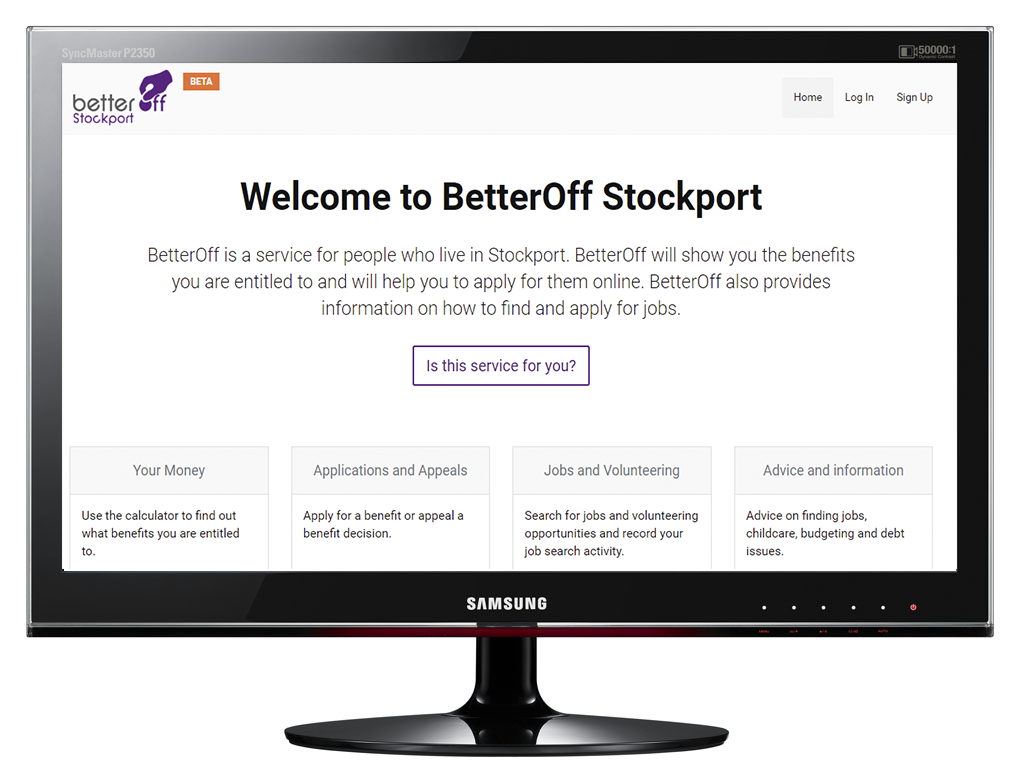 SyncMaster P2350
50000:1
Dynamic Contrast
better off
Stockport
BETA
Home
Log In
Sign Up
Welcome to BetterOff Stockport
BetterOff is a service for people who live in Stockport. BetterOff will show you the benefits
you are entitled to and will help you to apply for them online. BetterOff also provides
information on how to find and apply for jobs.
Is this service for you?
Your Money
Use the calculator to find out
what benefits you are entitled
to.
Applications and Appeals
Apply for a benefit or appeal a
benefit decision.
Jobs and Volunteering
Search for jobs and volunteering
opportunities and record your
job search activity.
Advice and information
Advice on finding jobs,
childcare, budgeting and debt
issues.
SAMSUNG